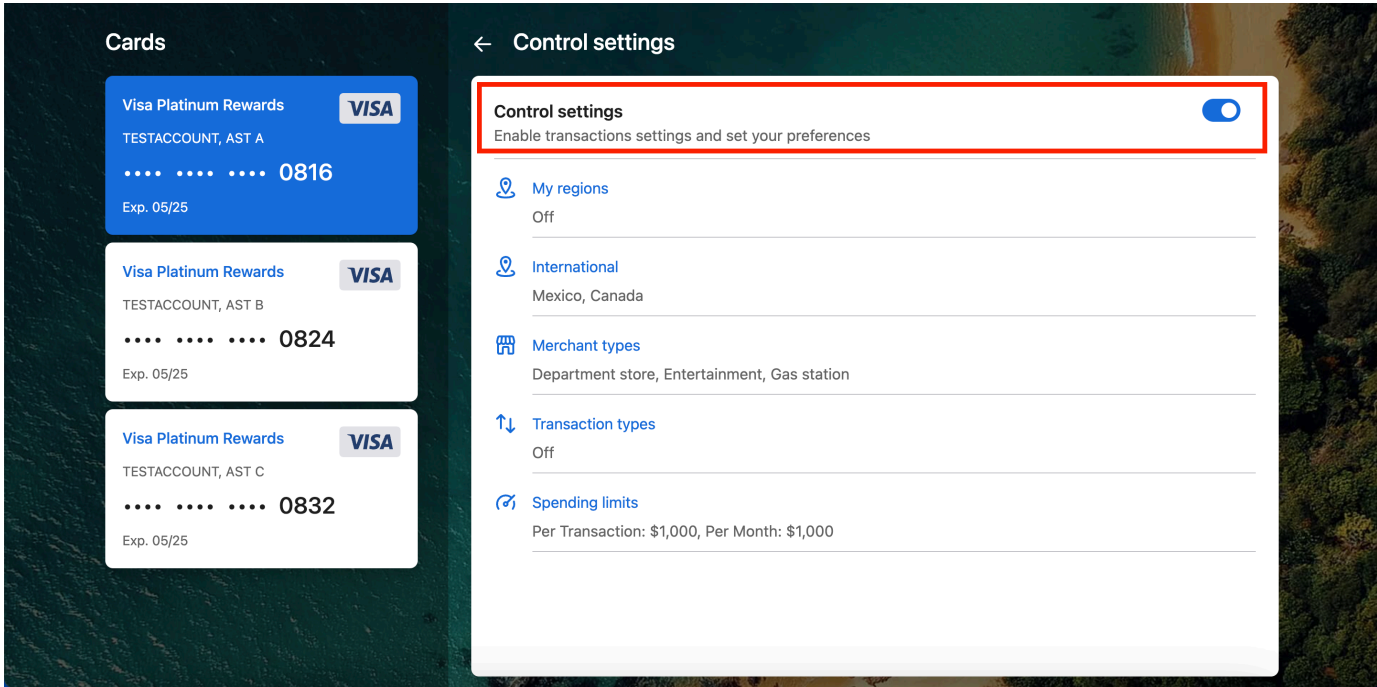 Cards
Visa Platinum Rewards
VISA
TESTACCOUNT, AST A
•••• •••• •••• 0816
Exp. 05/25
Visa Platinum Rewards
VISA
TESTACCOUNT, AST B
•••• •••• •••• 0824
Exp. 05/25
Visa Platinum Rewards
VISA
TESTACCOUNT, AST C
•••• •••• •••• 0832
Exp. 05/25
← Control settings
Control settings
Enable transactions settings and set your preferences
My regions
Off
International
Mexico, Canada
Merchant types
Department store, Entertainment, Gas station
Transaction types
Off
Spending limits
Per Transaction: $1,000, Per Month: $1,000